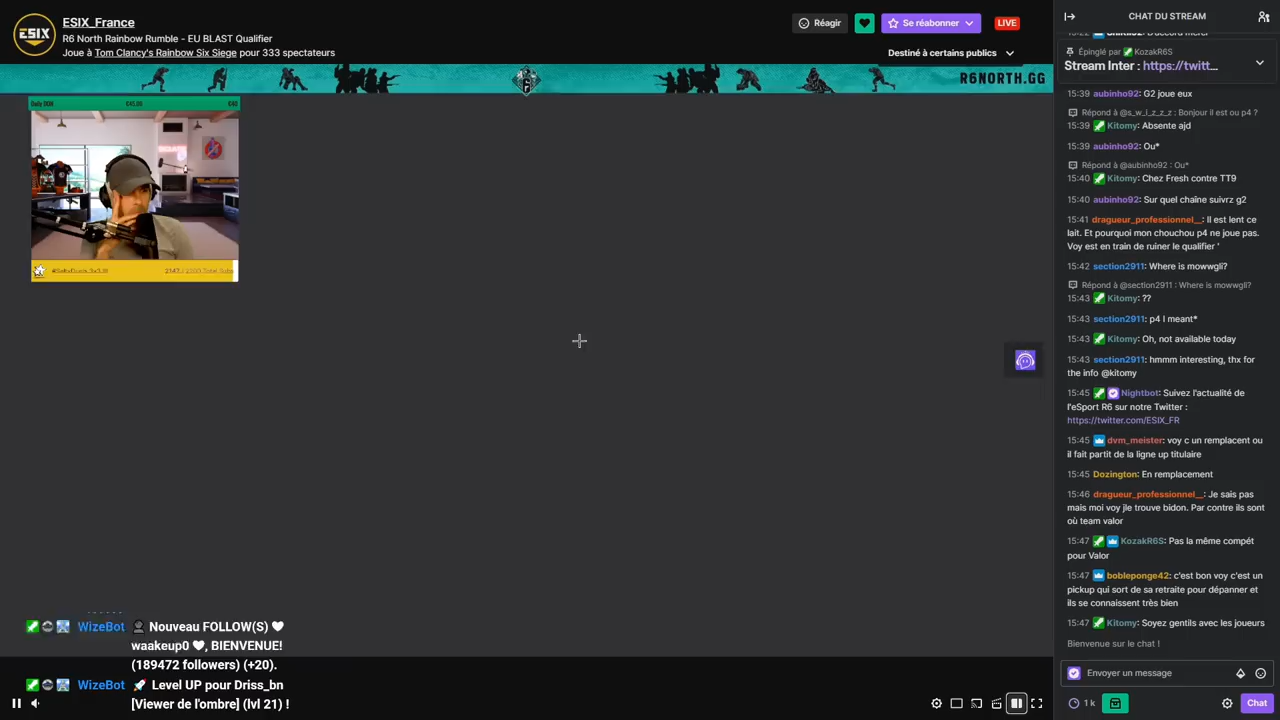 ESIX
ESIX_France
R6 North Rainbow Rumble - EU BLAST Qualifier
Joue à Tom Clancy's Rainbow Six Siege pour 333 spectateurs
Réagir
Se réabonner
LIVE
Destiné à certains publics
R6NORTH.GG
Daily DON
€40
Nouveau FOLLOW(S)
WizeBot
waakeup0 , BIENVENUE!
(189472 followers) (+20).
WizeBot
Level UP pour Driss_bn
[Viewer de l'ombre] (lvl 21) !
CHAT DU STREAM
Épinglé par KozakR6S
Stream Inter : https://twitt...
15:39 aubinho92: G2 joue eux
Répond à @s_w_i_z_z_z : Bonjour il est ou p4 ?
15:39 Kitomy: Absente ajd
15:39 aubinho92: Ou*
Répond à @aubinho92 : Ou*
15:40 Kitomy: Chez Fresh contre TT9
15:40 aubinho92: Sur quel chaîne suivrz g2
15:41 dragueur_professionnel__: Il est lent ce
lait. Et pourquoi mon chouchou p4 ne joue pas.
Voy est en train de ruiner le qualifier '
15:42 section2911: Where is mowwgli?
Répond à @section2911 : Where is mowwgli?
15:43 Kitomy: ??
15:43 section2911: p4 I meant*
15:43 Kitomy: Oh, not available today
15:43 section2911: hmmm interesting, thx for
the info @kitomy
15:45 Nightbot: Suivez l'actualité de
l'eSport R6 sur notre Twitter :
https://twitter.com/ESIX_FR
15:45 dvm_meister: voy c un remplacent ou
il fait partit de la ligne up titulaire
15:45 Dozington: En remplacement
15:46 dragueur_professionnel__: Je sais pas
mais moi voy jle trouve bidon. Par contre ils sont
où team valor
15:47 KozakR6S: Pas la même compét
pour Valor
15:47 bobleponge42: c'est bon voy c'est un
pickup qui sort de sa retraite pour dépanner et
ils se connaissent très bien
15:47 Kitomy: Soyez gentils avec les joueurs
Bienvenue sur le chat !
Envoyer un message
1 k
Chat